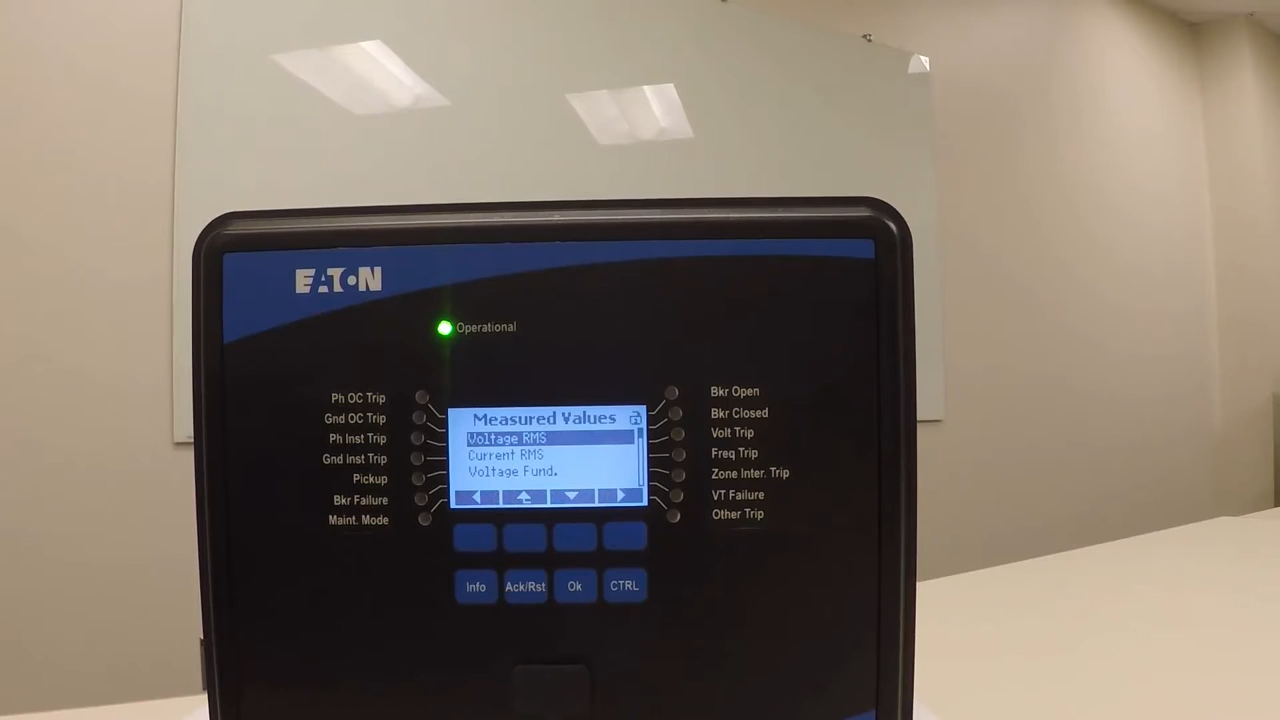 EATON
Operational
Ph OC Trip
Gnd OC Trip
Ph Inst Trip
Gnd Inst Trip
Pickup
Bkr Failure
Maint. Mode
Measured Values
Voltage RMS
Current RMS
Voltage Fund.
Bkr Open
Bkr Closed
Volt Trip
Freq Trip
Zone Inter. Trip
VT Failure
Other Trip
Info Ack/Rst Ok CTRL